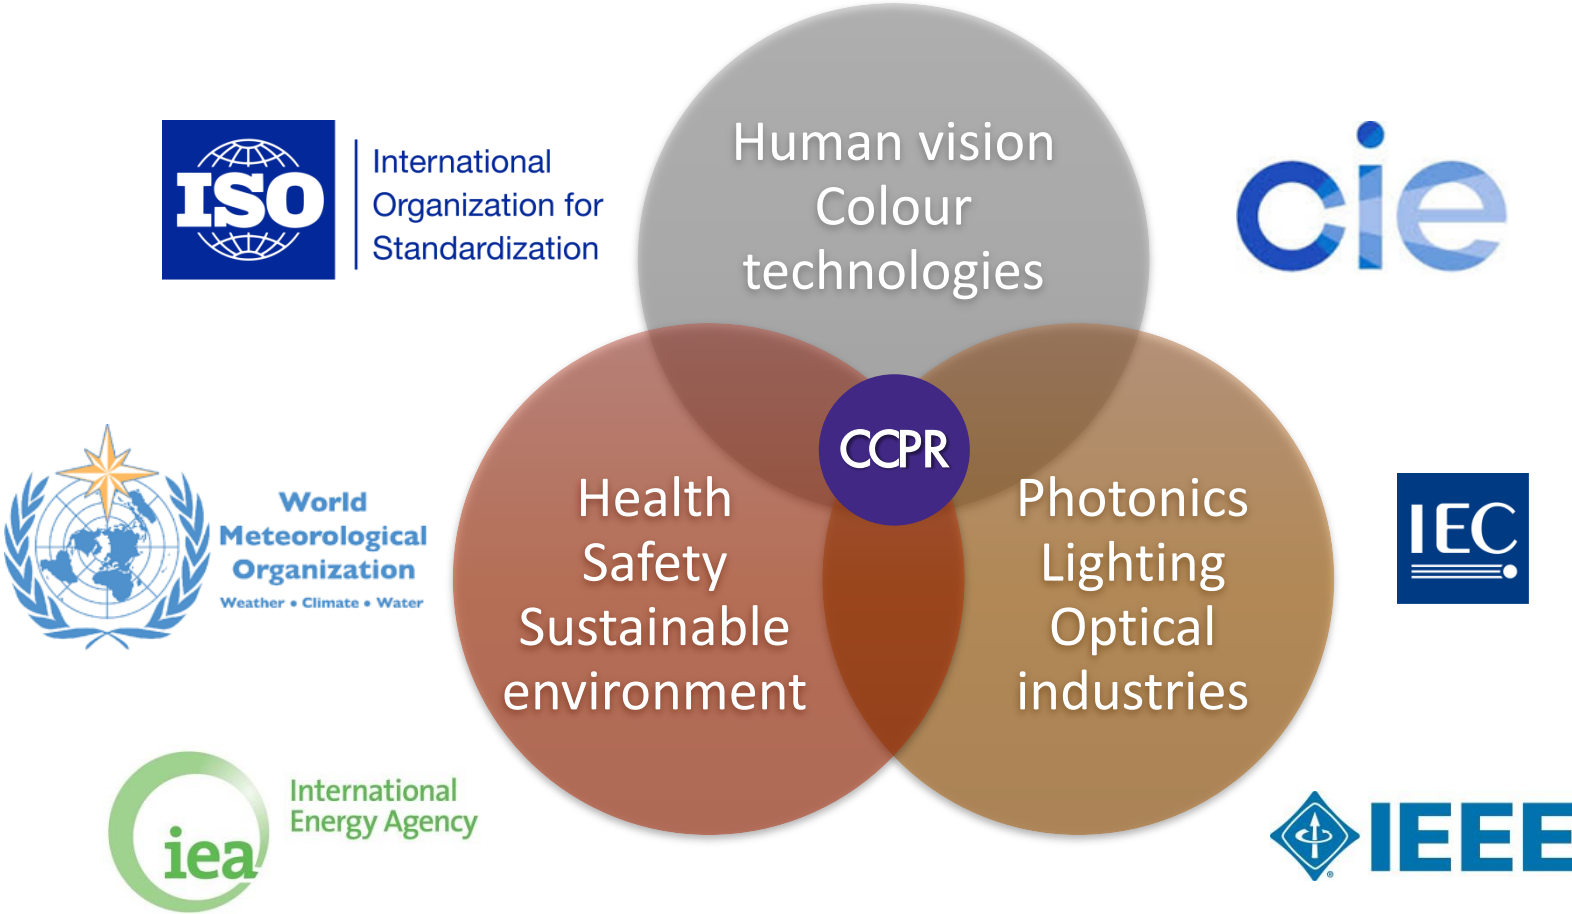 Human vision
Colour
technologies
ISO
International
Organization for
Standardization
cie
CCPR
World
Meteorological
Organization
Weather • Climate • Water
Health
Safety
Sustainable
environment
Photonics
Lighting
Optical
industries
IEC
iea
International
Energy Agency
IEEE
®